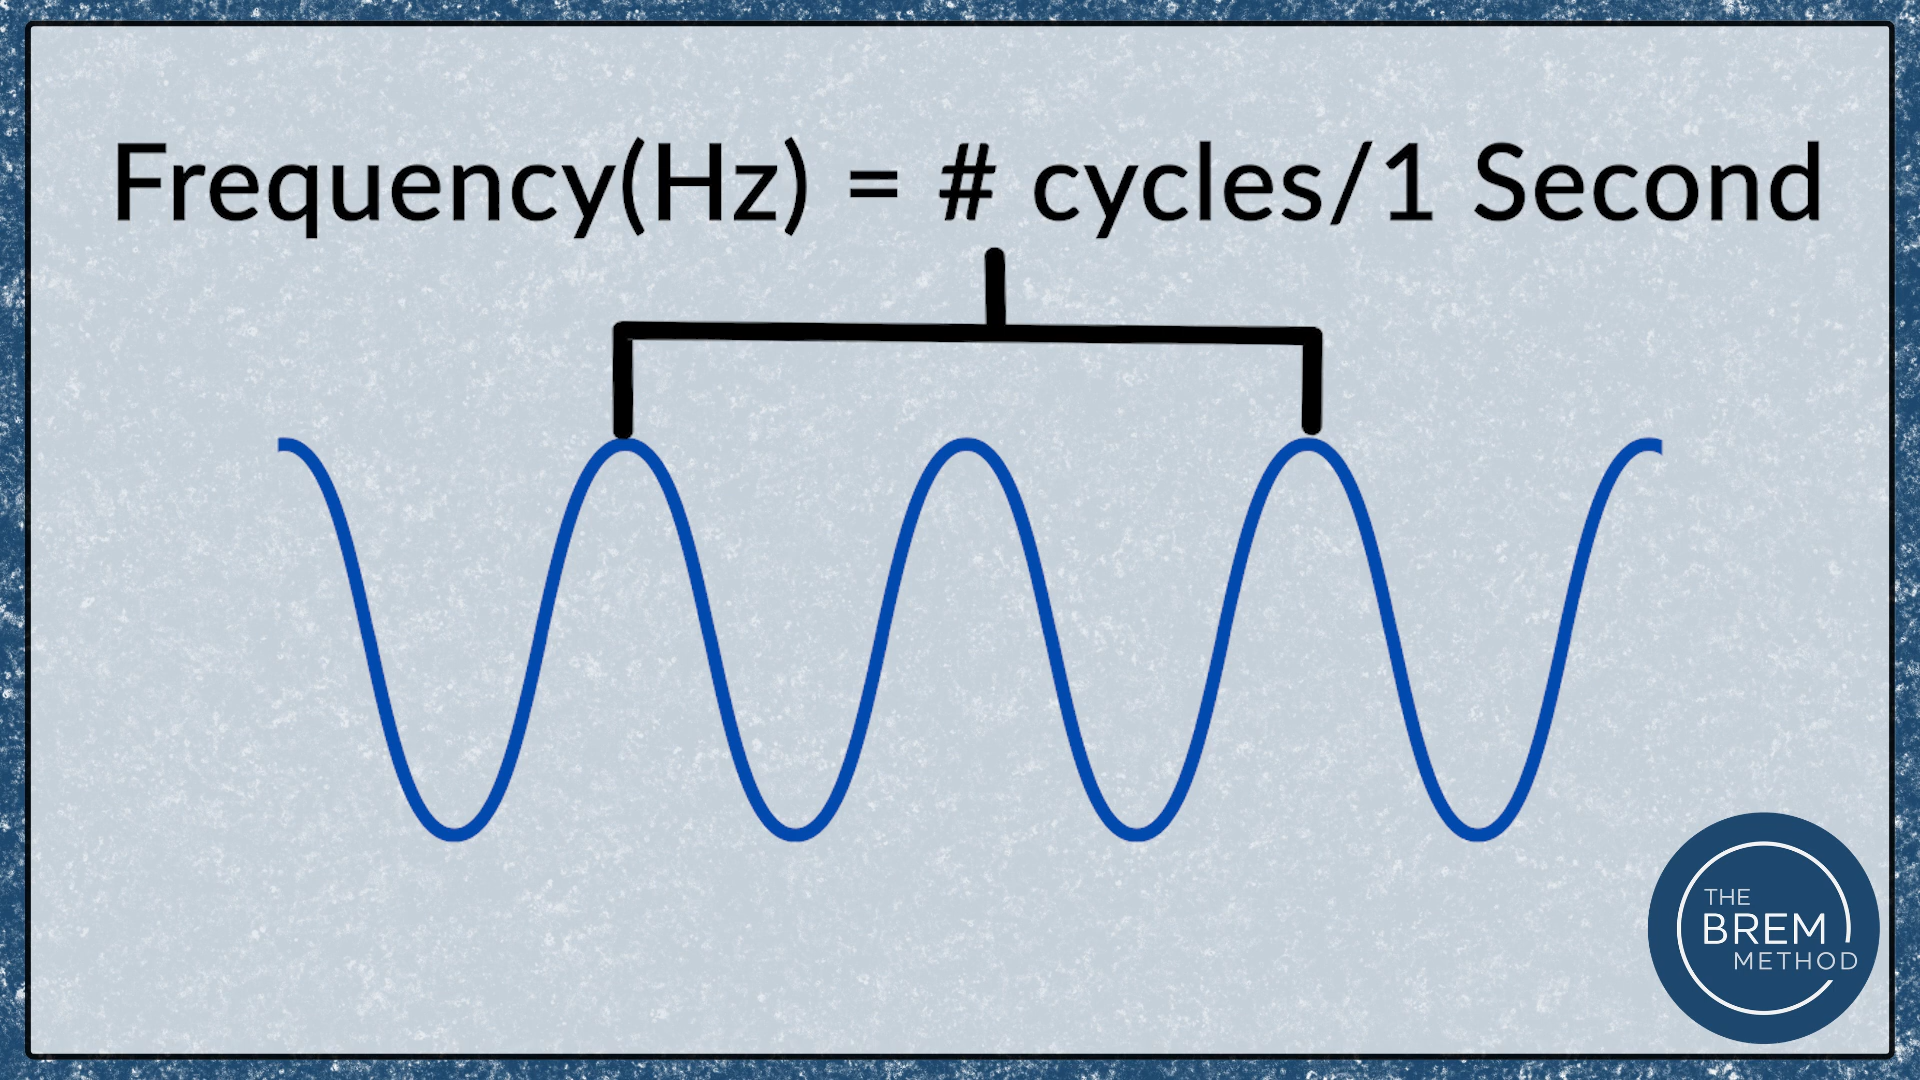 Frequency(Hz) = # cycles/1 Second
THE
BREM
METHOD